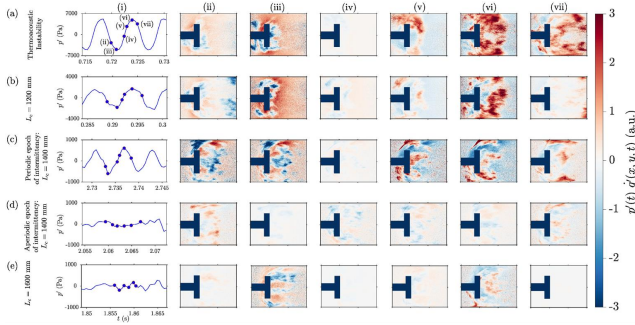 (i) (ii) (iii) (iv) (v) (vi) (vii)
(a)
Thermoacoustic
Instability
p′ (Pa)
7000
0
-7000
(ii) (iii) (iv) (v) (vi) (vii)
0.715 0.72 0.725 0.73
(b)
Lc = 1200 mm
p′ (Pa)
4000
0
-4000
0.285 0.29 0.295 0.3
(c)
Periodic epoch
of intermittency:
Lc = 1400 mm
p′ (Pa)
1000
0
-1000
2.73 2.735 2.74 2.745
(d)
Aperiodic epoch
of intermittency:
Lc = 1400 mm
p′ (Pa)
1000
0
-1000
2.055 2.06 2.065 2.07
(e)
Lc = 1600 mm
p′ (Pa)
1000
0
-1000
1.85 1.855 1.86 1.865
t (s)
3
2
1
0
-1
-2
-3